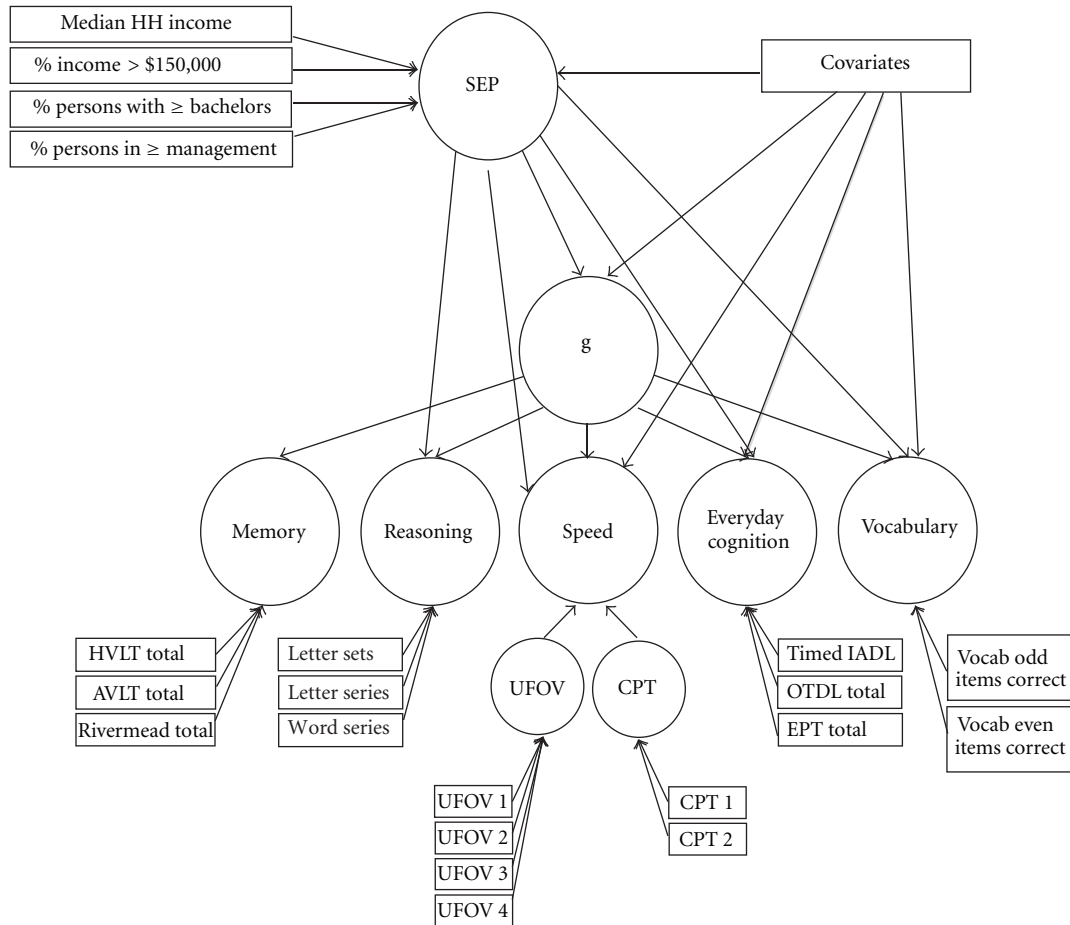 Median HH income
% income > $150,000
% persons with ≥ bachelors
% persons in ≥ management
SEP
Covariates
g
Memory
Reasoning
Speed
Everyday
cognition
Vocabulary
HVLT total
AVLT total
Rivermead total
Letter sets
Letter series
Word series
UFOV
CPT
Timed IADL
OTDL total
EPT total
Vocab odd
items correct
Vocab even
items correct
UFOV 1
UFOV 2
UFOV 3
UFOV 4
CPT 1
CPT 2